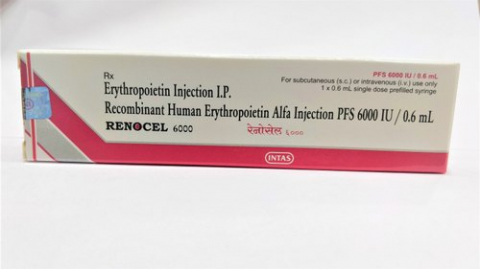 Rx
Erythropoietin Injection I.P.
Recombinant Human Erythropoietin Alfa Injection PFS 6000 IU / 0.6 mL
RENOCEL 6000
रेनोसेल ६०००
PFS 6000 IU / 0.6 mL
For subcutaneous (s.c.) or intravenous (i.v.) use only
1 x 0.6 mL single dose prefilled syringe
INTAS